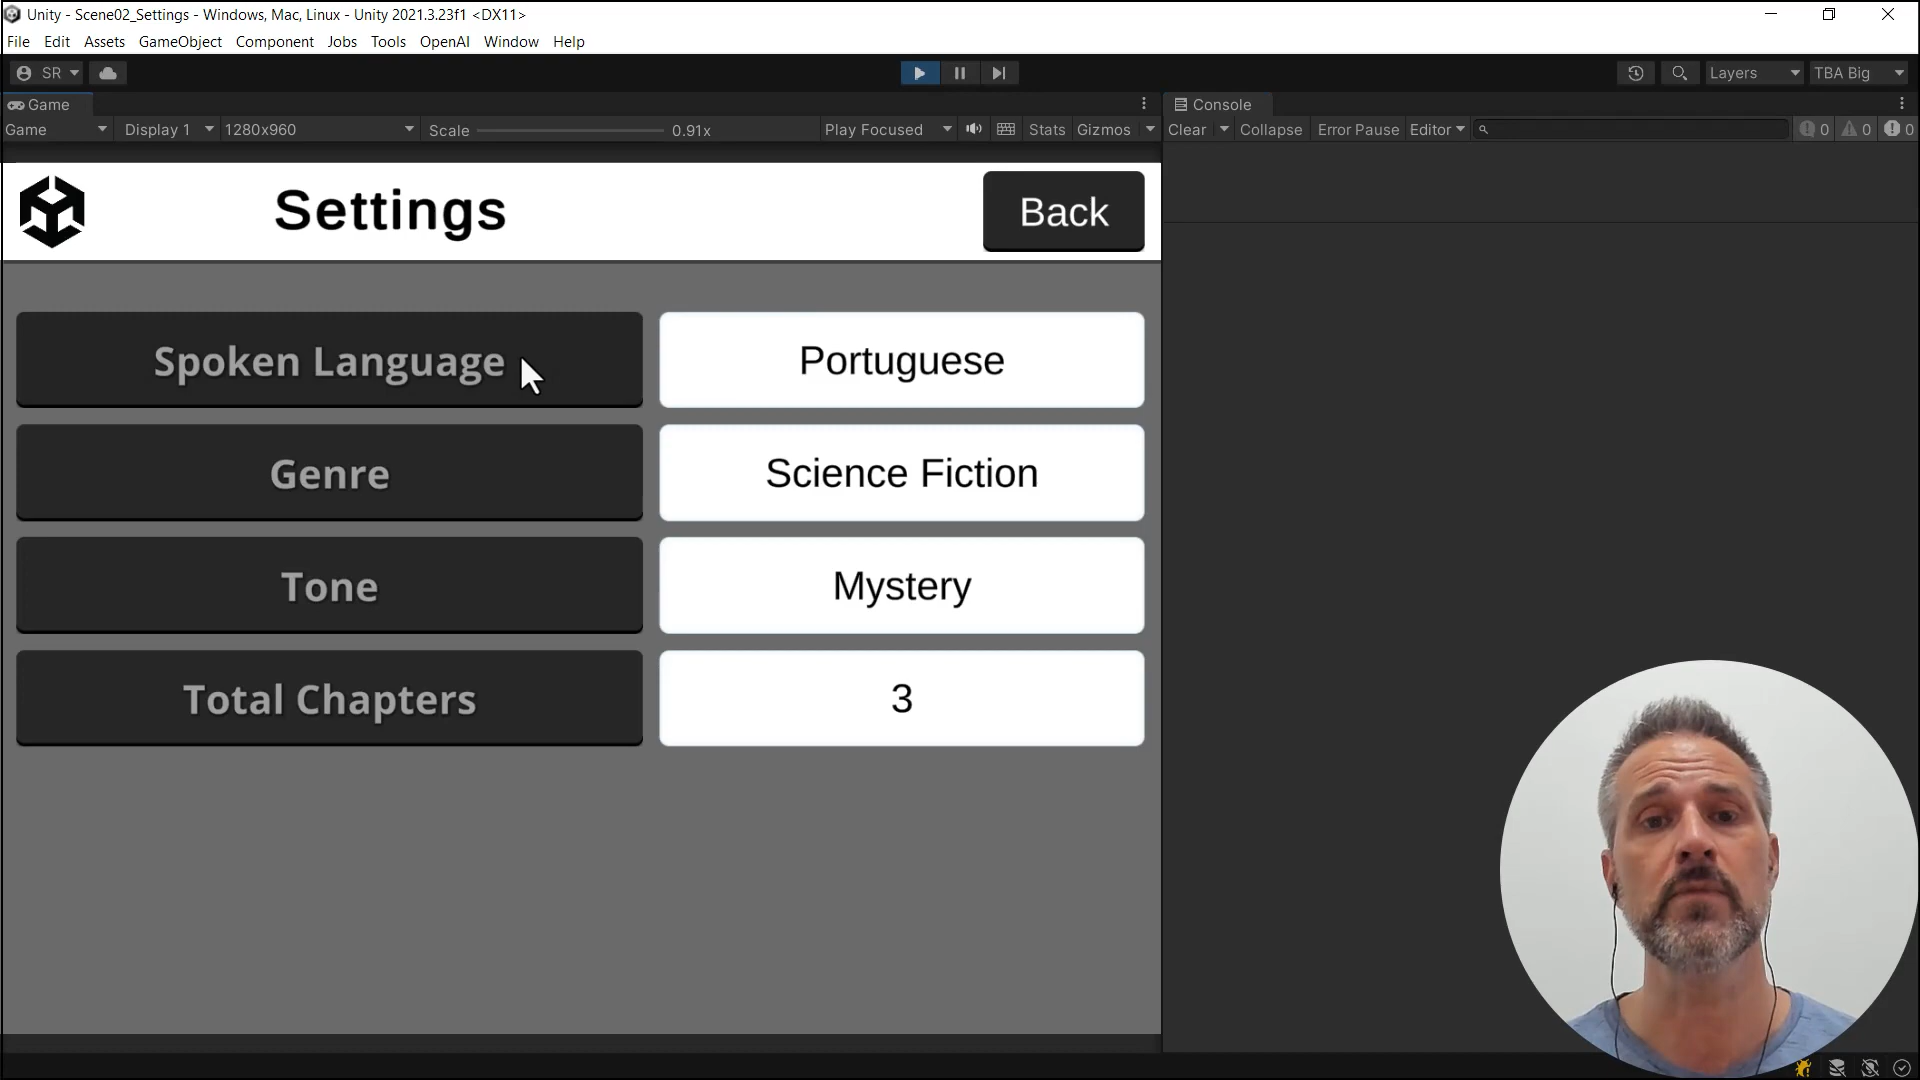 Unity - Scene02_Settings - Windows, Mac, Linux - Unity 2021.3.23f1 <DX11>
File Edit Assets GameObject Component Jobs Tools OpenAI Window Help
SR Layers TBA Big
Game Console
Game Display 1 1280x960 Scale 0.91x Play Focused Stats Gizmos Clear Collapse Error Pause Editor 0 0 0
Settings Back
Spoken Language Portuguese
Genre Science Fiction
Tone Mystery
Total Chapters 3